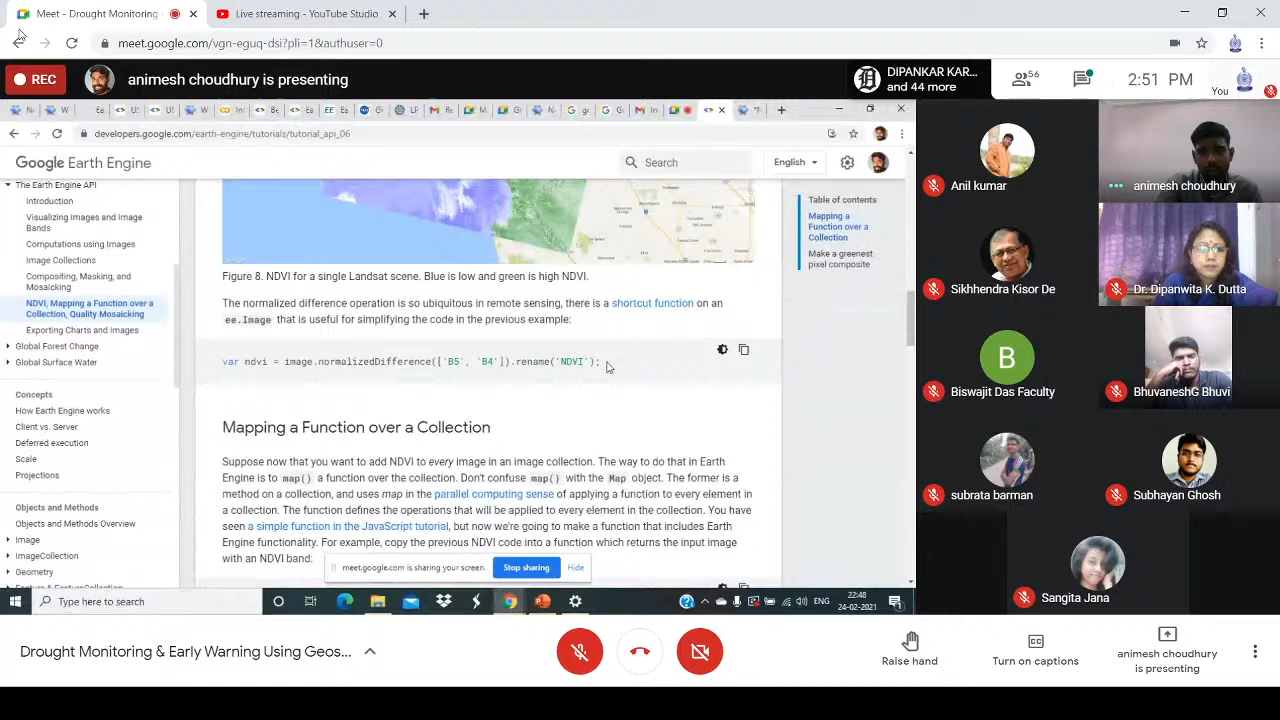 Meet - Drought Monitoring
Live streaming - YouTube Studio
meet.google.com/vgn-eguq-dsi?pli=1&authuser=0
REC
animesh choudhury is presenting
DIPANKAR KAR...
and 44 more
56
2:51 PM
You
developers.google.com/earth-engine/tutorials/tutorial_api_06
Google Earth Engine
Search
English
The Earth Engine API
Introduction
Visualizing Images and Image
Bands
Computations using Images
Image Collections
Compositing, Masking, and
Mosaicking
NDVI, Mapping a Function over a
Collection, Quality Mosaicking
Exporting Charts and Images
Global Forest Change
Global Surface Water
Concepts
How Earth Engine works
Client vs. Server
Deferred execution
Scale
Projections
Objects and Methods
Objects and Methods Overview
Image
ImageCollection
Geometry
Feature & FeatureCollection
Figure 8. NDVI for a single Landsat scene. Blue is low and green is high NDVI.
The normalized difference operation is so ubiquitous in remote sensing, there is a shortcut function on an
ee.Image that is useful for simplifying the code in the previous example:
var ndvi = image.normalizedDifference(['B5', 'B4']).rename('NDVI');
Mapping a Function over a Collection
Suppose now that you want to add NDVI to every image in an image collection. The way to do that in Earth
Engine is to map() a function over the collection. Don't confuse map() with the Map object. The former is a
method on a collection, and uses map in the parallel computing sense of applying a function to every element in
a collection. The function defines the operations that will be applied to every element in the collection. You have
seen a simple function in the JavaScript tutorial, but now we're going to make a function that includes Earth
Engine functionality. For example, copy the previous NDVI code into a function which returns the input image
with an NDVI band:
Table of contents
Mapping a
Function over a
Collection
Make a greenest
pixel composite
meet.google.com is sharing your screen.
Stop sharing
Hide
Type here to search
ENG
22:48
24-02-2021
Anil kumar
animesh choudhury
Sikhhendra Kisor De
Dr. Dipanwita K. Dutta
B
Biswajit Das Faculty
BhuvaneshG Bhuvi
subrata barman
Subhayan Ghosh
Sangita Jana
Drought Monitoring & Early Warning Using Geos...
Raise hand
Turn on captions
animesh choudhury
is presenting